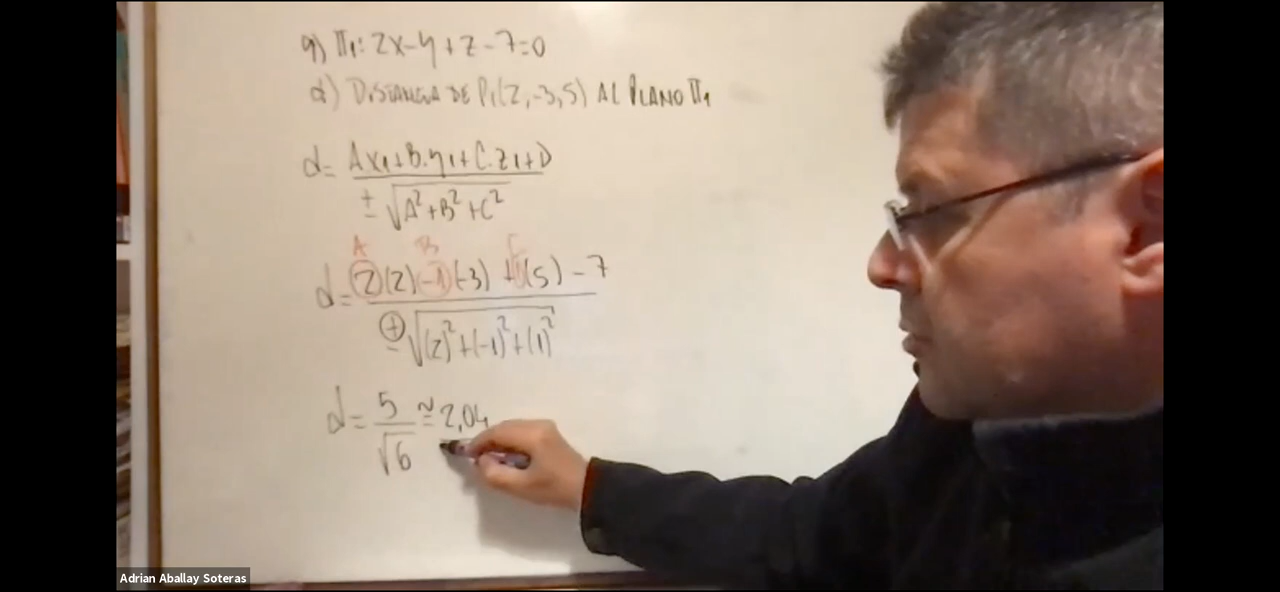 9) Π₁: 2x-y+z-7=0
d) DISTANCIA DE P₁(2,-3,5) AL PLANO Π₁
d= Ax₁+B.y₁+C.z₁+D
± √A²+B²+C²
A B C
d= (2)(2)(-1)(-3) +1(5) -7
± √(2)²+(-1)²+(1)²
d= 5 ≅ 2,04
√6
Adrian Aballay Soteras